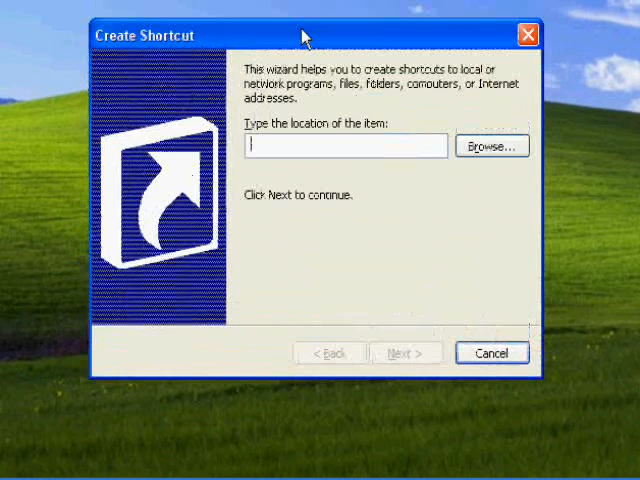 Create Shortcut
This wizard helps you to create shortcuts to local or
network programs, files, folders, computers, or Internet
addresses.
Type the location of the item:
Browse...
Click Next to continue.
< Back
Next >
Cancel